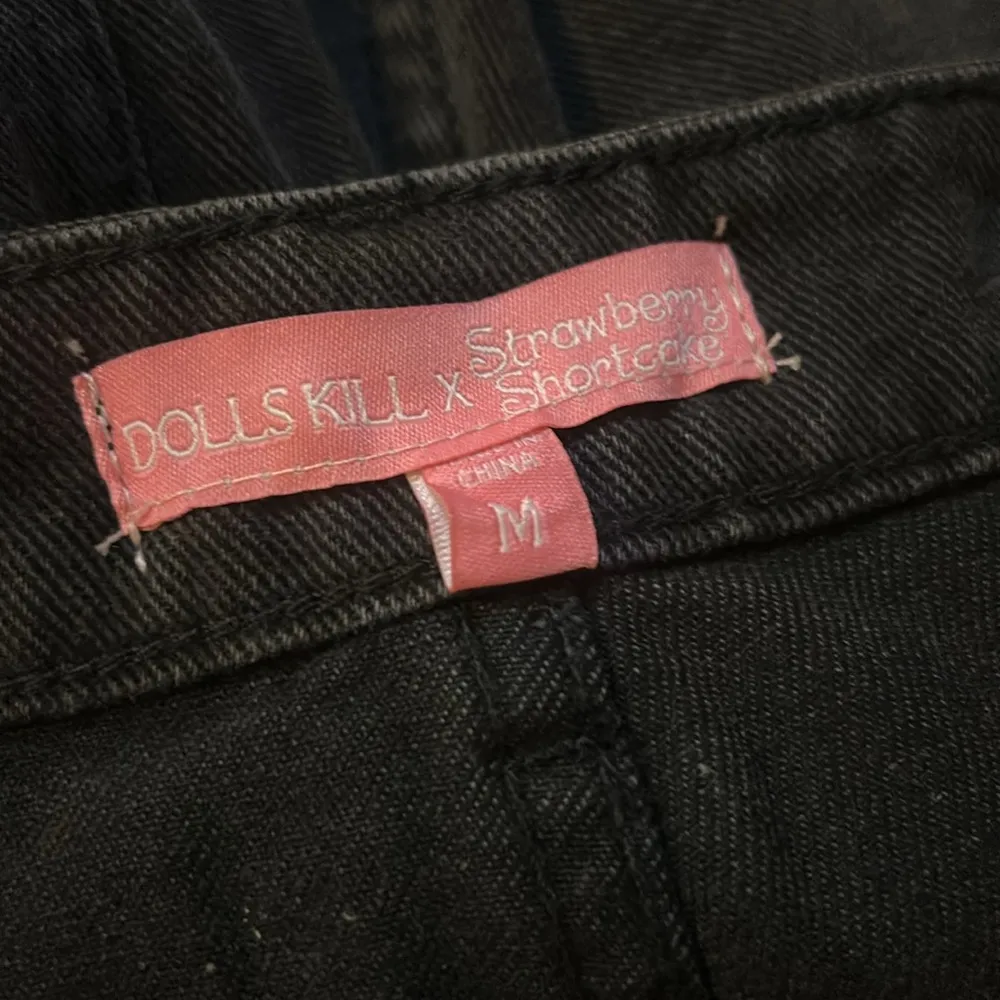 DOLLS KILL X Strawberry
Shortcake
CHINA
M